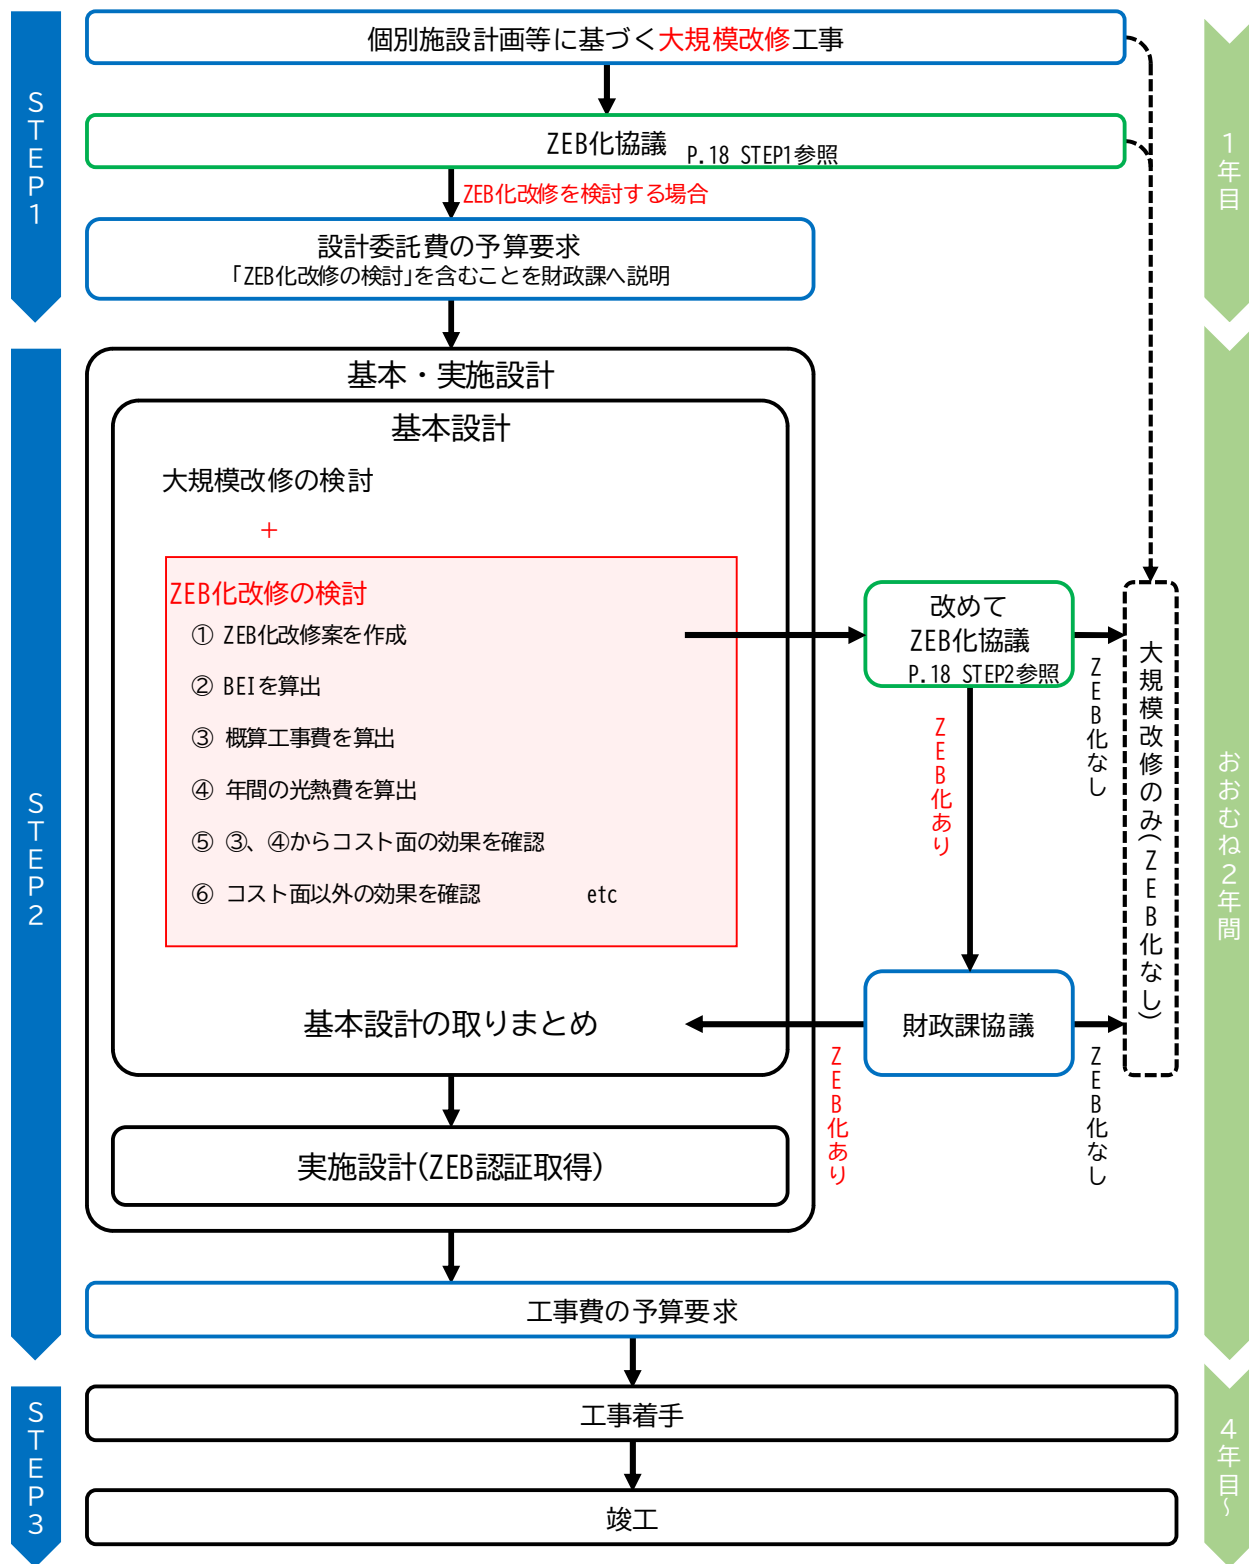 STEP1
個別施設計画等に基づく大規模改修工事
ZEB化協議 P.18 STEP1参照
ZEB化改修を検討する場合
設計委託費の予算要求
「ZEB化改修の検討」を含むことを財政課へ説明
1年目
STEP2
基本・実施設計
基本設計
大規模改修の検討
+
ZEB化改修の検討
① ZEB化改修案を作成
② BEIを算出
③ 概算工事費を算出
④ 年間の光熱費を算出
⑤ ③、④からコスト面の効果を確認
⑥ コスト面以外の効果を確認 etc
改めて
ZEB化協議
P.18 STEP2参照
ZEB化なし
ZEB化あり
大規模改修のみ(ZEB化なし)
基本設計の取りまとめ
財政課協議
ZEB化あり
ZEB化なし
実施設計(ZEB認証取得)
工事費の予算要求
おおむね2年間
STEP3
工事着手
竣工
4年目~